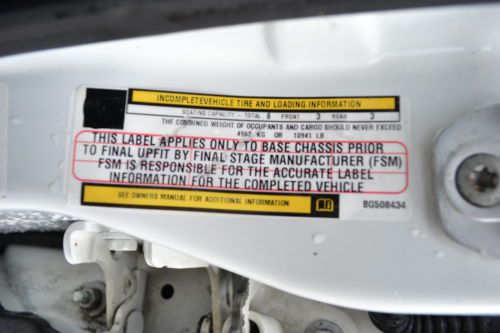 INCOMPLETEVEHICLE TIRE AND LOADING INFORMATION
SEATING CAPACITY - TOTAL 6 FRONT 3 REAR 3
THE COMBINED WEIGHT OF OCCUPANTS AND CARGO SHOULD NEVER EXCEED
4962 KG OR 10941 LB
THIS LABEL APPLIES ONLY TO BASE CHASSIS PRIOR
TO FINAL UPFIT BY FINAL STAGE MANUFACTURER (FSM)
FSM IS RESPONSIBLE FOR THE ACCURATE LABEL
INFORMATION FOR THE COMPLETED VEHICLE
SEE OWNERS MANUAL FOR ADDITIONAL INFORMATION
BG508434